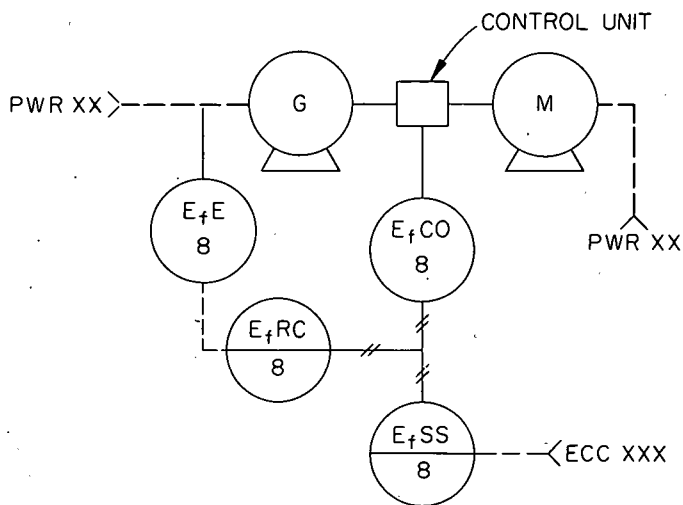 CONTROL UNIT
PWR XX
G
M
EfE
8
EfCO
8
PWR XX
EfRC
8
EfSS
8
ECC XXX